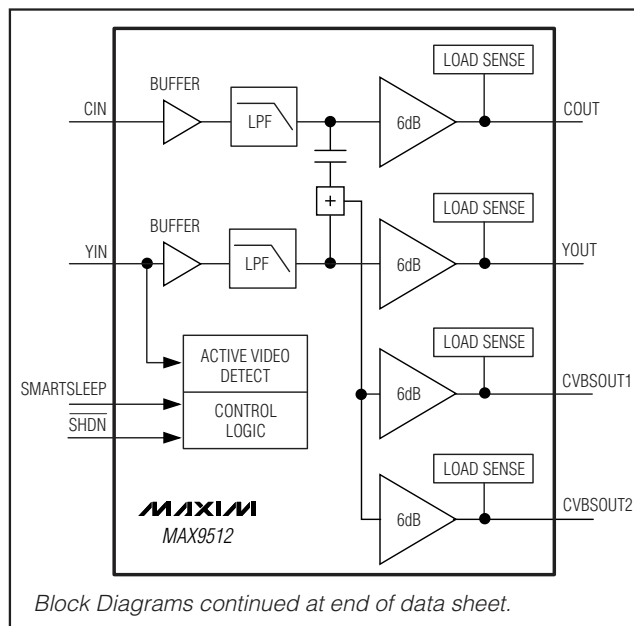 LOAD SENSE
BUFFER
CIN
LPF
6dB
COUT
+
LOAD SENSE
BUFFER
YIN
LPF
6dB
YOUT
LOAD SENSE
ACTIVE VIDEO
DETECT
SMARTSLEEP
CONTROL
LOGIC
SHDN
6dB
CVBSOUT1
LOAD SENSE
MAXIM
MAX9512
6dB
CVBSOUT2
Block Diagrams continued at end of data sheet.